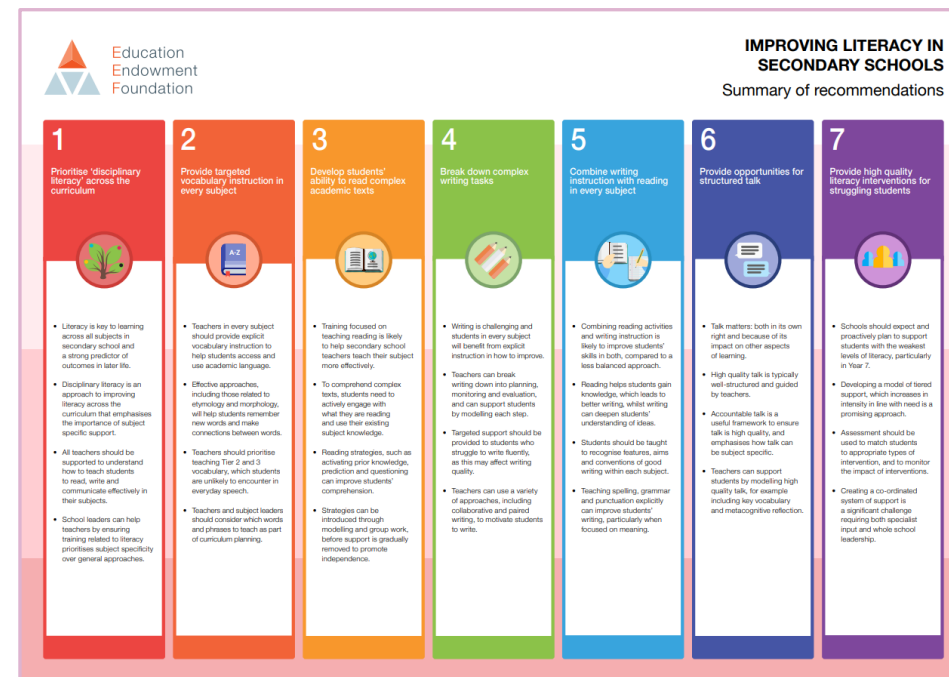 Education
Endowment
Foundation
IMPROVING LITERACY IN
SECONDARY SCHOOLS
Summary of recommendations
1
Prioritise ‘disciplinary
literacy’ across the
curriculum
• Literacy is key to learning
across all subjects in
secondary school and
a strong predictor of
outcomes in later life.
• Disciplinary literacy is an
approach to improving
literacy across the
curriculum that emphasises
the importance of subject
specific support.
• All teachers should be
supported to understand
how to teach students
to read, write and
communicate effectively in
their subjects.
• School leaders can help
teachers by ensuring
training related to literacy
prioritises subject specificity
over general approaches.
2
Provide targeted
vocabulary instruction in
every subject
A-Z
• Teachers in every subject
should provide explicit
vocabulary instruction to
help students access and
use academic language.
• Effective approaches,
including those related to
etymology and morphology,
will help students remember
new words and make
connections between words.
• Teachers should prioritise
teaching Tier 2 and 3
vocabulary, which students
are unlikely to encounter in
everyday speech.
• Teachers and subject leaders
should consider which words
and phrases to teach as part
of curriculum planning.
3
Develop students’
ability to read complex
academic texts
• Training focused on
teaching reading is likely
to help secondary school
teachers teach their subject
more effectively.
• To comprehend complex
texts, students need to
actively engage with
what they are reading
and use their existing
subject knowledge.
• Reading strategies, such as
activating prior knowledge,
prediction and questioning
can improve students’
comprehension.
• Strategies can be
introduced through
modelling and group work,
before support is gradually
removed to promote
independence.
4
Break down complex
writing tasks
• Writing is challenging and
students in every subject
will benefit from explicit
instruction in how to improve.
• Teachers can break
writing down into planning,
monitoring and evaluation,
and can support students
by modelling each step.
• Targeted support should be
provided to students who
struggle to write fluently,
as this may affect writing
quality.
• Teachers can use a variety
of approaches, including
collaborative and paired
writing, to motivate students
to write.
5
Combine writing
instruction with reading
in every subject
• Combining reading activities
and writing instruction is
likely to improve students’
skills in both, compared to a
less balanced approach.
• Reading helps students gain
knowledge, which leads to
better writing, whilst writing
can deepen students’
understanding of ideas.
• Students should be taught
to recognise features, aims
and conventions of good
writing within each subject.
• Teaching spelling, grammar
and punctuation explicitly
can improve students’
writing, particularly when
focused on meaning.
6
Provide opportunities for
structured talk
• Talk matters: both in its own
right and because of its
impact on other aspects
of learning.
• High quality talk is typically
well-structured and guided
by teachers.
• Accountable talk is a
useful framework to ensure
talk is high quality, and
emphasises how talk can
be subject specific.
• Teachers can support
students by modelling high
quality talk, for example
including key vocabulary
and metacognitive reflection.
7
Provide high quality
literacy interventions for
struggling students
• Schools should expect and
proactively plan to support
students with the weakest
levels of literacy, particularly
in Year 7.
• Developing a model of tiered
support, which increases in
intensity in line with need is a
promising approach.
• Assessment should be
used to match students
to appropriate types of
intervention, and to monitor
the impact of interventions.
• Creating a co-ordinated
system of support is
a significant challenge
requiring both specialist
input and whole school
leadership.